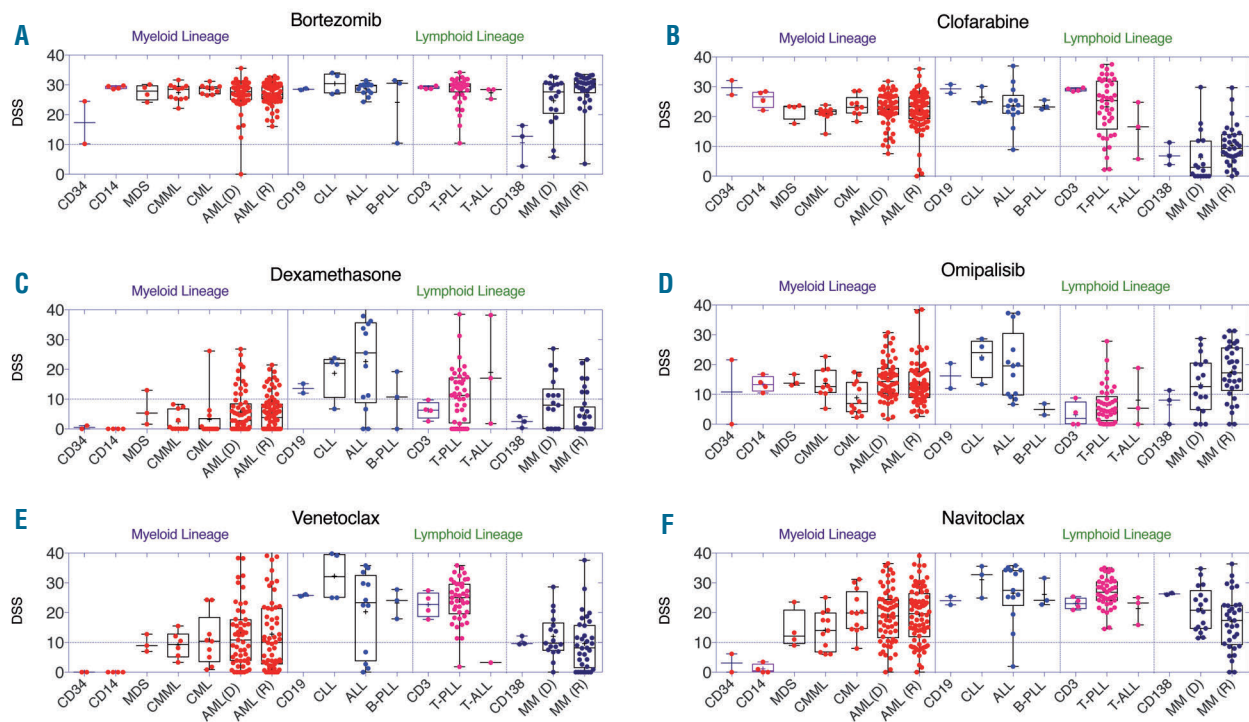 A
Bortezomib
Myeloid Lineage Lymphoid Lineage
DSS
40
30
20
10
0
CD34 CD14 MDS CMML CML AML(D) AML (R) CD19 CLL ALL B-PLL CD3 T-PLL T-ALL CD138 MM (D) MM (R)
B
Clofarabine
Myeloid Lineage Lymphoid Lineage
DSS
40
30
20
10
0
CD34 CD14 MDS CMML CML AML(D) AML (R) CD19 CLL ALL B-PLL CD3 T-PLL T-ALL CD138 MM (D) MM (R)
C
Dexamethasone
Myeloid Lineage Lymphoid Lineage
DSS
40
30
20
10
0
CD34 CD14 MDS CMML CML AML(D) AML (R) CD19 CLL ALL B-PLL CD3 T-PLL T-ALL CD138 MM (D) MM (R)
D
Omipalisib
Myeloid Lineage Lymphoid Lineage
DSS
40
30
20
10
0
CD34 CD14 MDS CMML CML AML(D) AML (R) CD19 CLL ALL B-PLL CD3 T-PLL T-ALL CD138 MM (D) MM (R)
E
Venetoclax
Myeloid Lineage Lymphoid Lineage
DSS
40
30
20
10
0
CD34 CD14 MDS CMML CML AML(D) AML (R) CD19 CLL ALL B-PLL CD3 T-PLL T-ALL CD138 MM (D) MM (R)
F
Navitoclax
Myeloid Lineage Lymphoid Lineage
DSS
40
30
20
10
0
CD34 CD14 MDS CMML CML AML(D) AML (R) CD19 CLL ALL B-PLL CD3 T-PLL T-ALL CD138 MM (D) MM (R)